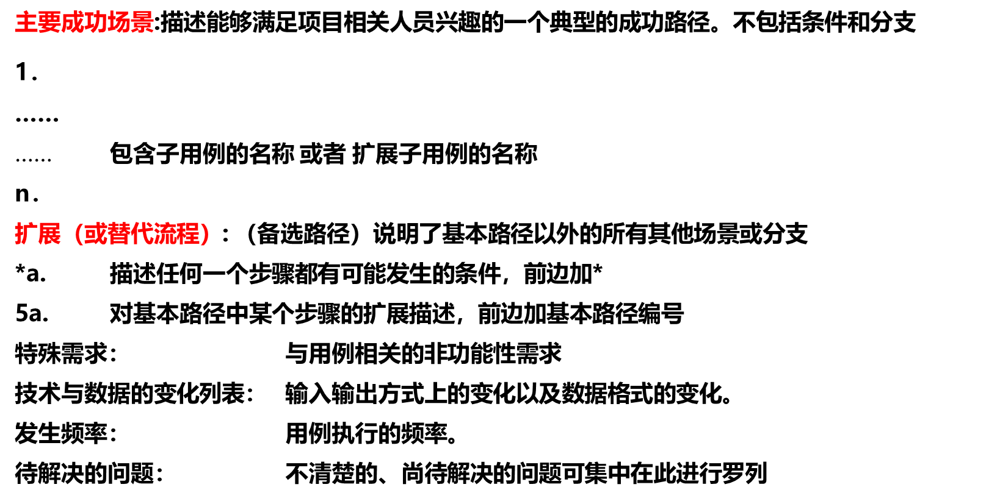 主要成功场景:描述能够满足项目相关人员兴趣的一个典型的成功路径。不包括条件和分支
1.
……
…… 包含子用例的名称 或者 扩展子用例的名称
n.
扩展（或替代流程）：（备选路径）说明了基本路径以外的所有其他场景或分支
*a. 描述任何一个步骤都有可能发生的条件，前边加*
5a. 对基本路径中某个步骤的扩展描述，前边加基本路径编号
特殊需求： 与用例相关的非功能性需求
技术与数据的变化列表： 输入输出方式上的变化以及数据格式的变化。
发生频率： 用例执行的频率。
待解决的问题： 不清楚的、尚待解决的问题可集中在此进行罗列